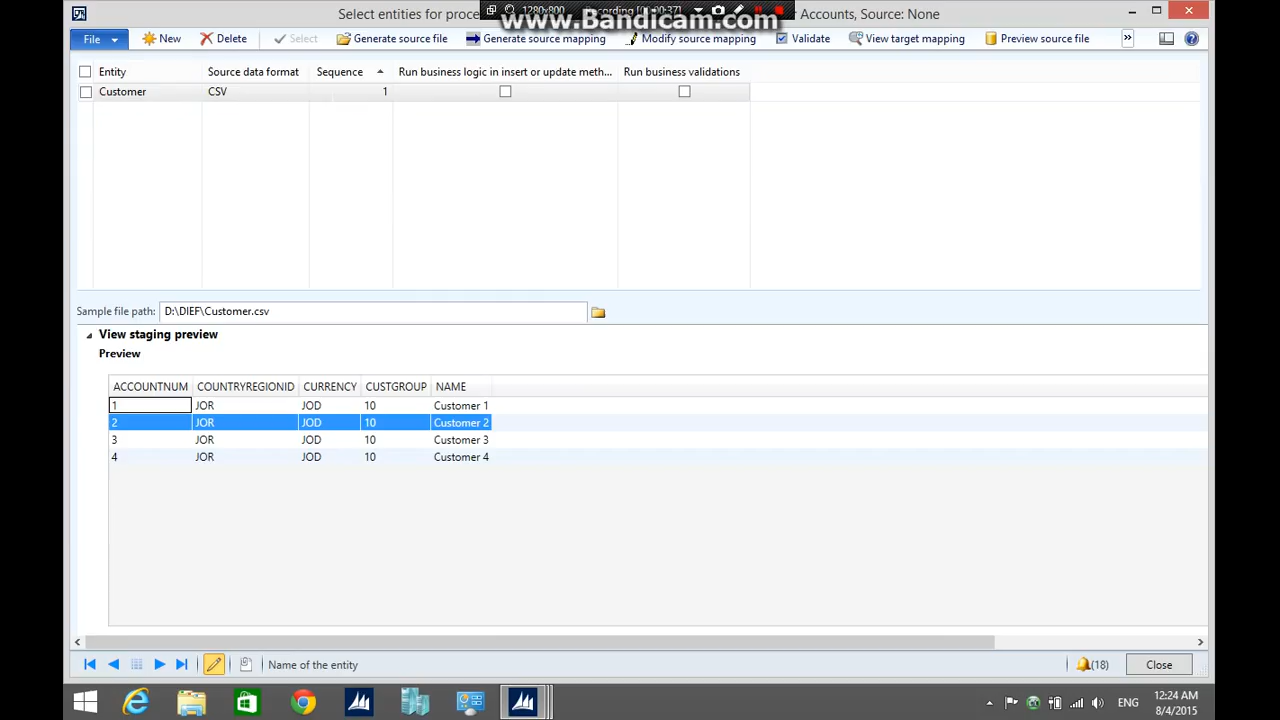 Select entities for proce
1280x800
Recording [00:00:37]
www.Bandicam.com
Accounts, Source: None
File New Delete Select Generate source file Generate source mapping Modify source mapping Validate View target mapping Preview source file »
Entity Source data format Sequence Run business logic in insert or update meth... Run business validations
Customer CSV 1
Sample file path: D:\DIEF\Customer.csv
View staging preview
Preview
ACCOUNTNUM COUNTRYREGIONID CURRENCY CUSTGROUP NAME
1 JOR JOD 10 Customer 1
2 JOR JOD 10 Customer 2
3 JOR JOD 10 Customer 3
4 JOR JOD 10 Customer 4
Name of the entity (18) Close
ENG 12:24 AM
8/4/2015